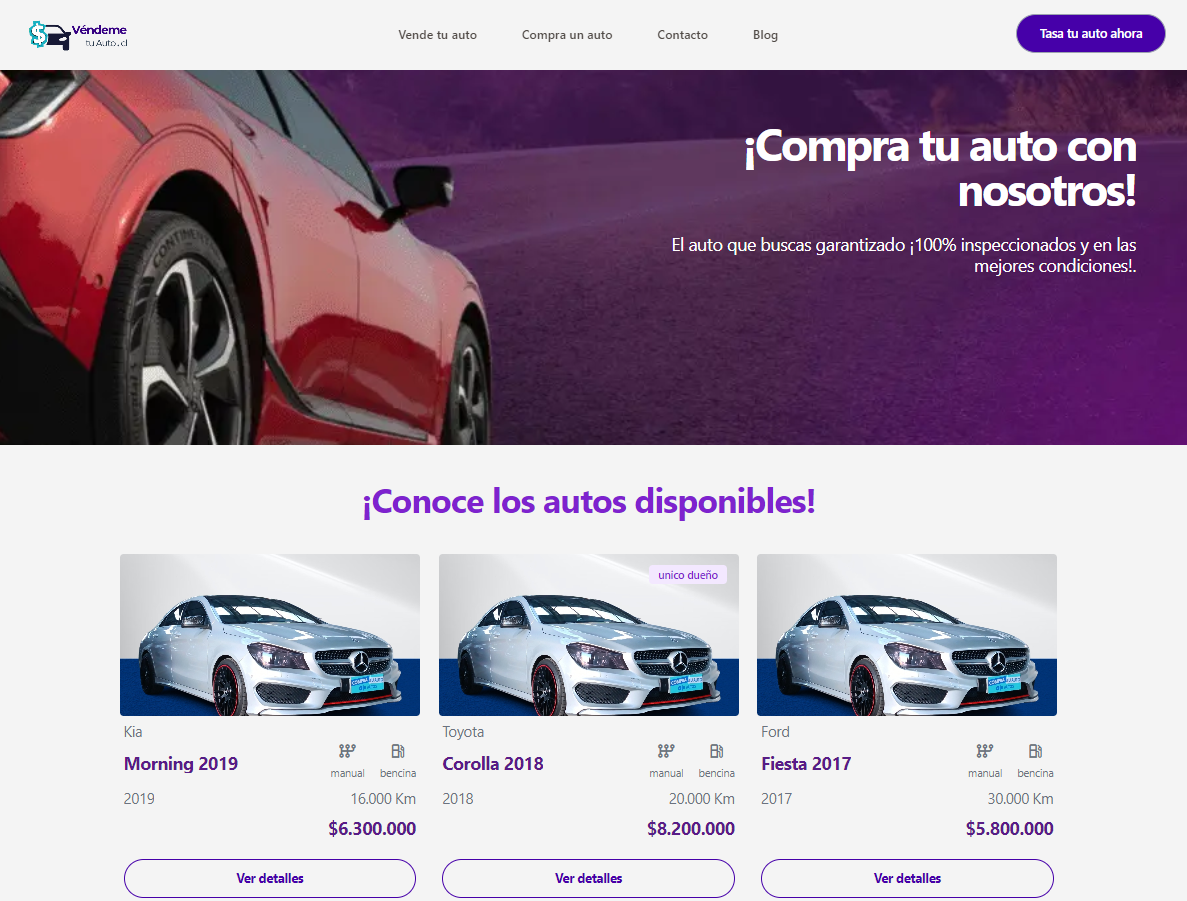 Véndeme
tu Auto.cl
Vende tu auto
Compra un auto
Contacto
Blog
Tasa tu auto ahora
¡Compra tu auto con
nosotros!
El auto que buscas garantizado ¡100% inspeccionados y en las
mejores condiciones!.
CONTINENTAL
¡Conoce los autos disponibles!
unico dueño
Kia
Morning 2019
manual
bencina
2019
16.000 Km
$6.300.000
Ver detalles
Toyota
Corolla 2018
manual
bencina
2018
20.000 Km
$8.200.000
Ver detalles
Ford
Fiesta 2017
manual
bencina
2017
30.000 Km
$5.800.000
Ver detalles